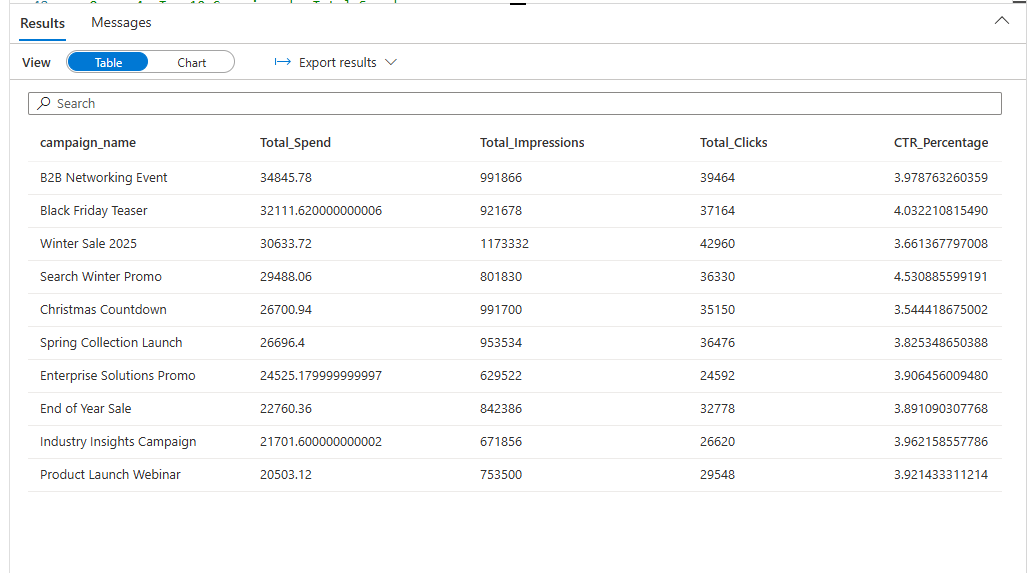 Results Messages
View Table Chart Export results
Search
campaign_name Total_Spend Total_Impressions Total_Clicks CTR_Percentage
B2B Networking Event 34845.78 991866 39464 3.978763260359
Black Friday Teaser 32111.620000000006 921678 37164 4.032210815490
Winter Sale 2025 30633.72 1173332 42960 3.661367797008
Search Winter Promo 29488.06 801830 36330 4.530885599191
Christmas Countdown 26700.94 991700 35150 3.544418675002
Spring Collection Launch 26696.4 953534 36476 3.825348650388
Enterprise Solutions Promo 24525.179999999997 629522 24592 3.906456009480
End of Year Sale 22760.36 842386 32778 3.891090307768
Industry Insights Campaign 21701.600000000002 671856 26620 3.962158557786
Product Launch Webinar 20503.12 753500 29548 3.921433311214